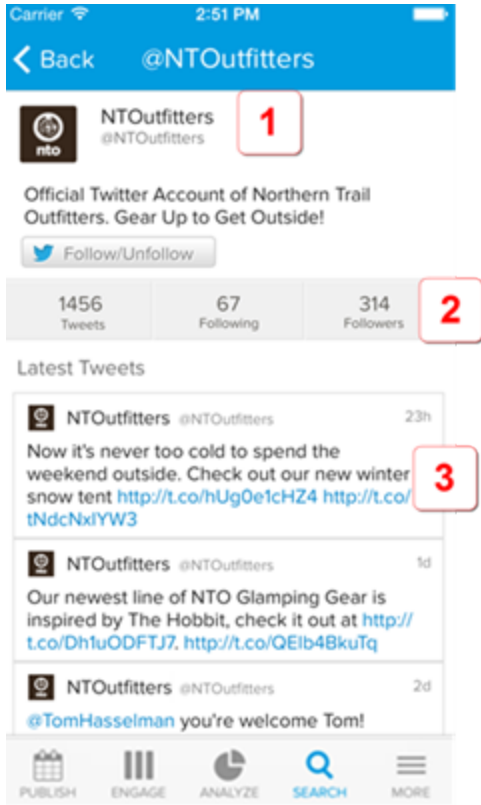 Carrier 2:51 PM
Back @NTOutfitters
nto
NTOutfitters
@NTOutfitters
1
Official Twitter Account of Northern Trail
Outfitters. Gear Up to Get Outside!
Follow/Unfollow
1456 67 314
Tweets Following Followers
2
Latest Tweets
NTOutfitters @NTOutfitters 23h
Now it's never too cold to spend the
weekend outside. Check out our new winter
snow tent http://t.co/hUg0e1cHZ4 http://t.co/
tNdcNxIYW3
3
NTOutfitters @NTOutfitters 1d
Our newest line of NTO Glamping Gear is
inspired by The Hobbit, check it out at http://
t.co/Dh1uODFTJ7. http://t.co/QElb4BkuTq
NTOutfitters @NTOutfitters 2d
@TomHasselman you're welcome Tom!
PUBLISH ENGAGE ANALYZE SEARCH MORE